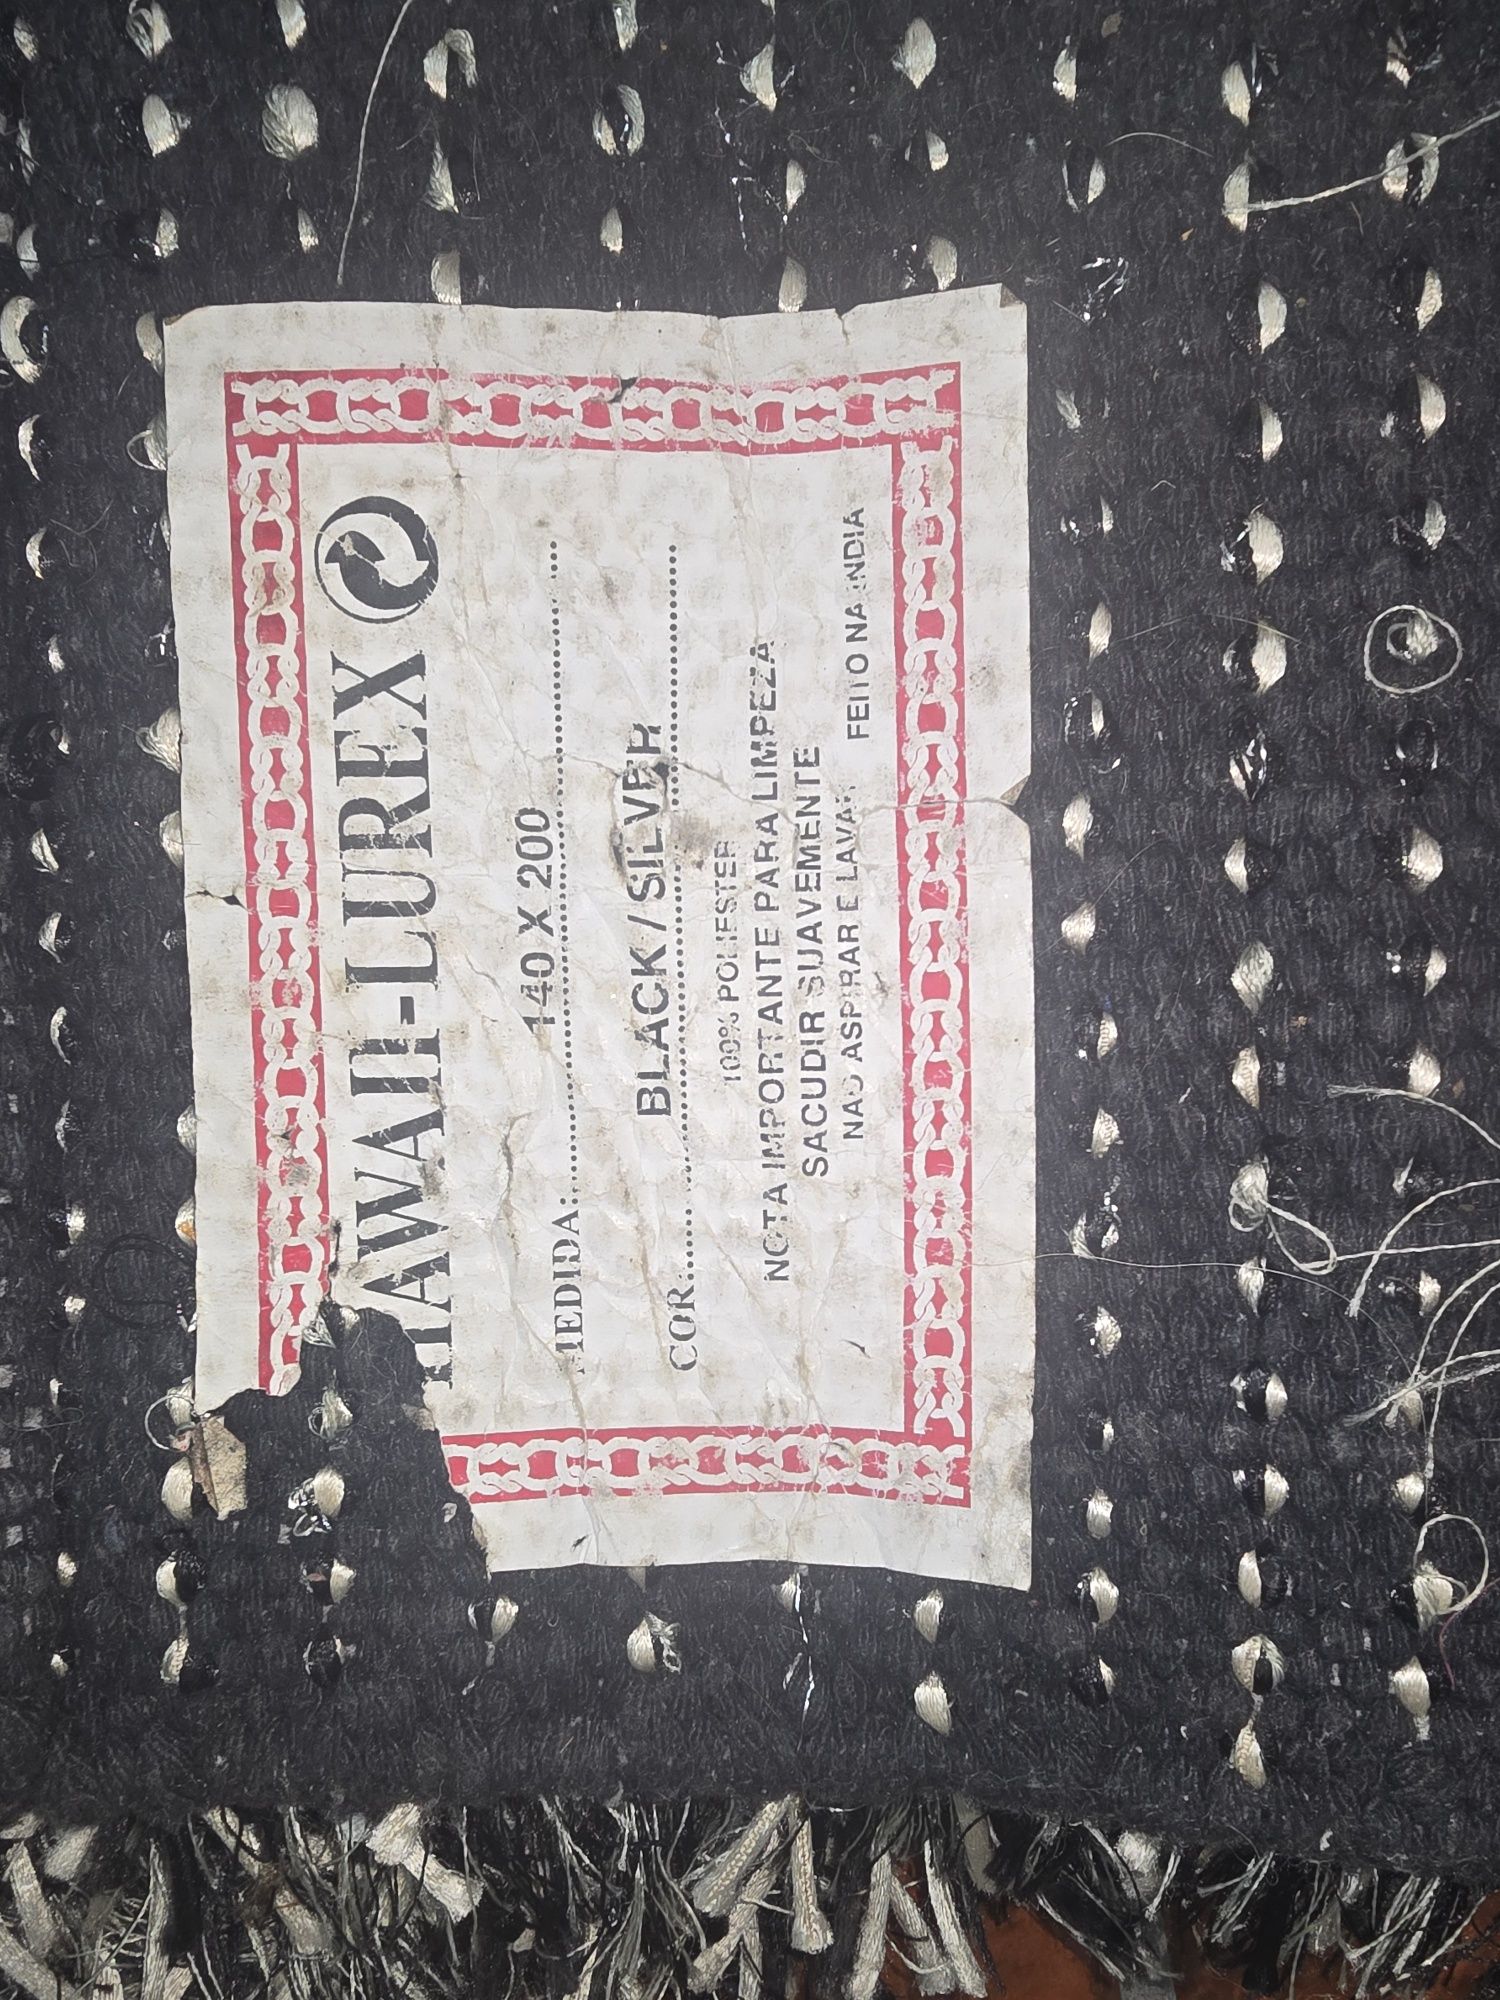 HAWAII-LUREX
MEDIDA:.......140 X 200.......
COR.......BLACK / SILVER.......
100% POLIESTER
NOTA IMPORTANTE PARA LIMPEZA
SACUDIR SUAVEMENTE
NAO ASPIRAR E LAVAR FEITO NA INDIA